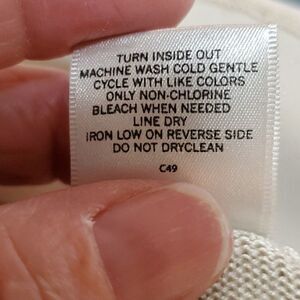 TURN INSIDE OUT
MACHINE WASH COLD GENTLE
CYCLE WITH LIKE COLORS
ONLY NON-CHLORINE
BLEACH WHEN NEEDED
LINE DRY
IRON LOW ON REVERSE SIDE
DO NOT DRYCLEAN
C49